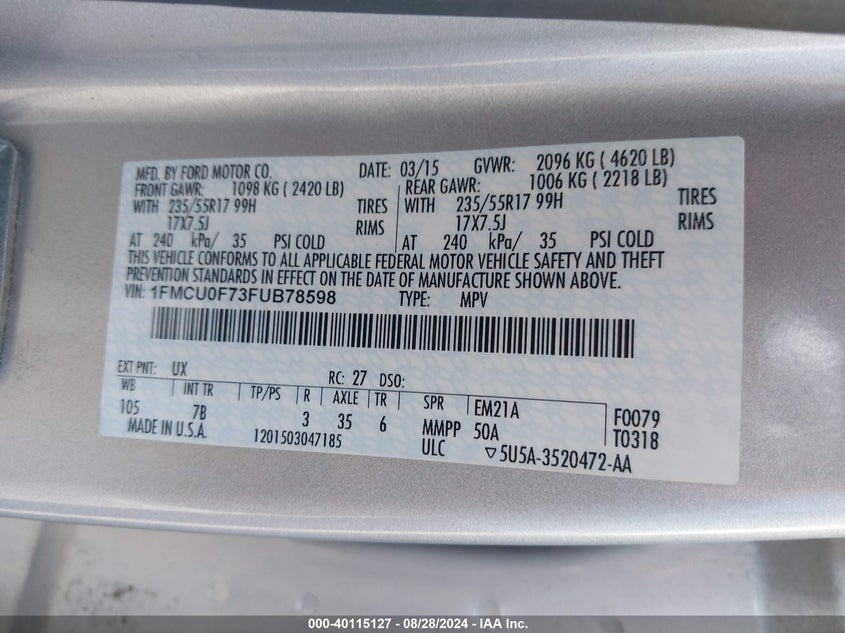 MFD. BY FORD MOTOR CO. DATE: 03/15 GVWR: 2096 KG ( 4620 LB)
FRONT GAWR: 1098 KG ( 2420 LB) REAR GAWR: 1006 KG ( 2218 LB)
WITH 235/55R17 99H TIRES WITH 235/55R17 99H TIRES
17X7.5J RIMS 17X7.5J RIMS
AT 240 kPa/ 35 PSI COLD AT 240 kPa/ 35 PSI COLD
THIS VEHICLE CONFORMS TO ALL APPLICABLE FEDERAL MOTOR VEHICLE SAFETY AND THEFT
PREVENTION STANDARDS IN EFFECT ON THE DATE OF MANUFACTURE SHOWN ABOVE.
VIN: 1FMCU0F73FUB78598 TYPE: MPV
EXT PNT: UX RC: 27 DSO:
WB INT TR TP/PS R AXLE TR SPR EM21A F0079
105 7B 3 35 6 MMPP 50A T0318
MADE IN U.S.A. 1201503047185 ULC ▽5U5A-3520472-AA
000-40115127 - 08/28/2024 - IAA Inc.